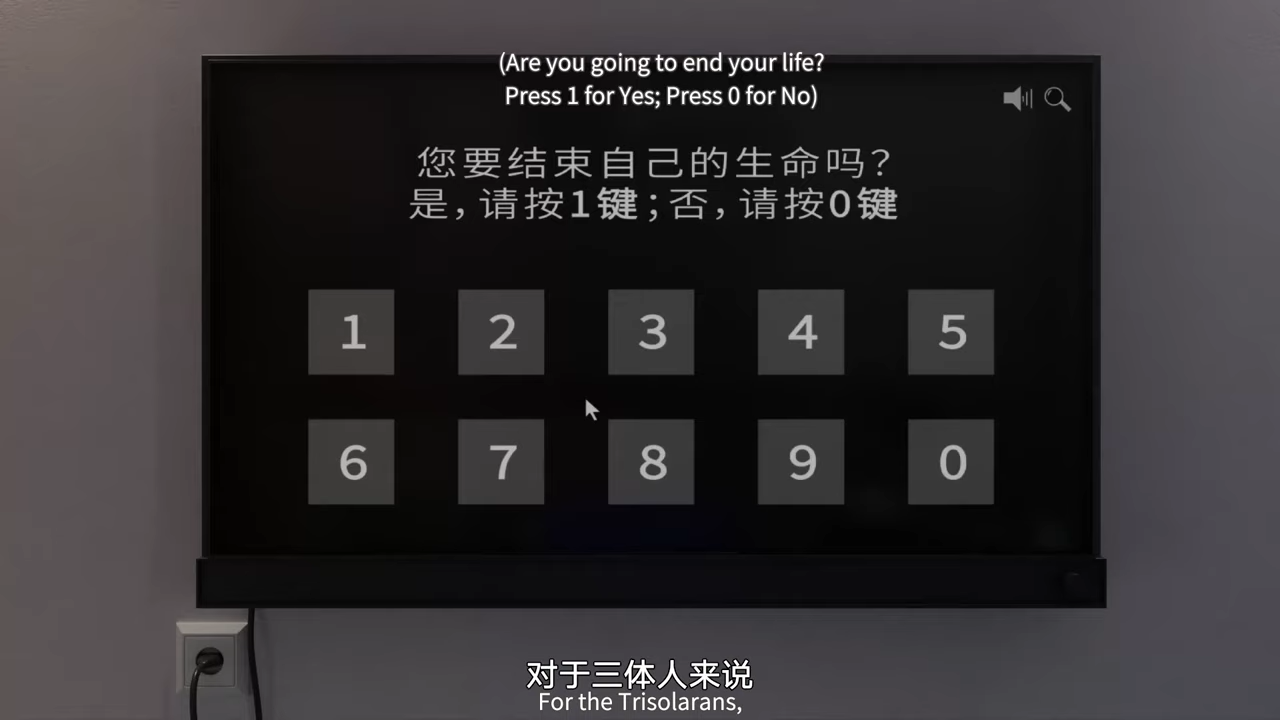 (Are you going to end your life?
Press 1 for Yes; Press 0 for No)
您要结束自己的生命吗?
是,请按1键;否,请按0键
1 2 3 4 5
6 7 8 9 0
对于三体人来说
For the Trisolarans,